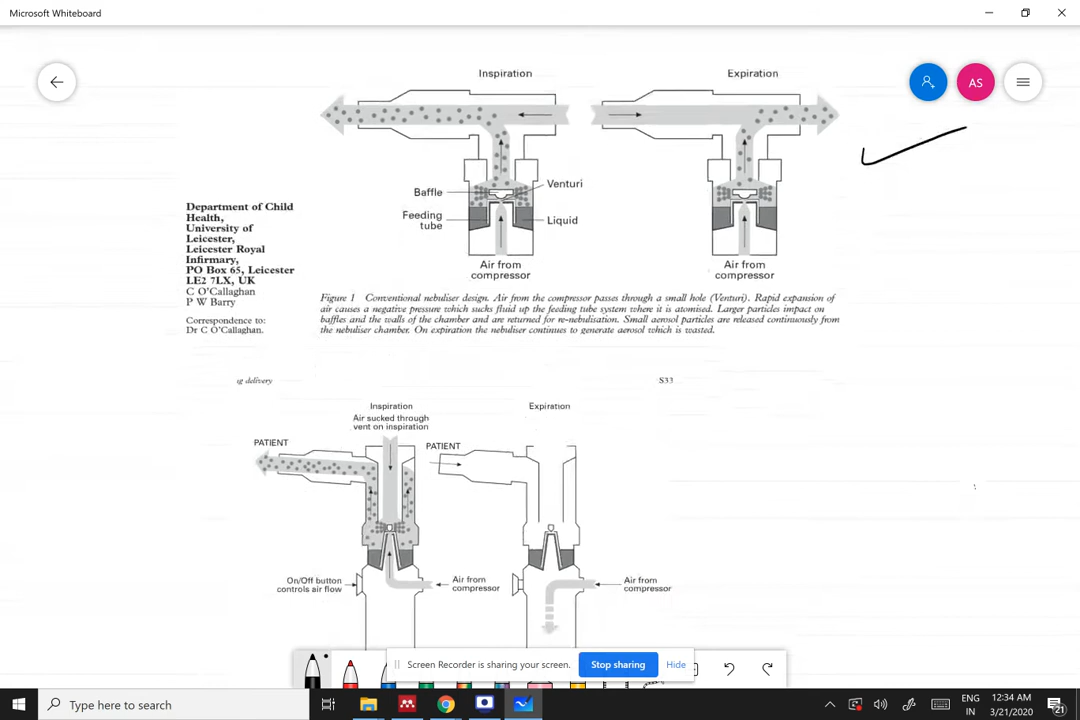 Microsoft Whiteboard
AS
Inspiration
Expiration
Baffle
Venturi
Feeding
tube
Liquid
Air from
compressor
Air from
compressor
Department of Child
Health,
University of
Leicester,
Leicester Royal
Infirmary,
PO Box 65, Leicester
LE2 7LX, UK
C O'Callaghan
P W Barry
Correspondence to:
Dr C O'Callaghan.
Figure 1 Conventional nebuliser design. Air from the compressor passes through a small hole (Venturi). Rapid expansion of
air causes a negative pressure which sucks fluid up the feeding tube system where it is atomised. Larger particles impact on
baffles and the walls of the chamber and are returned for re-nebulisation. Small aerosol particles are released continuously from
the nebuliser chamber. On expiration the nebuliser continues to generate aerosol which is wasted.
g delivery
S33
Inspiration
Air sucked through
vent on inspiration
Expiration
PATIENT
PATIENT
On/Off button
controls air flow
Air from
compressor
Air from
compressor
Screen Recorder is sharing your screen.
Stop sharing
Hide
Type here to search
ENG
IN
12:34 AM
3/21/2020
21